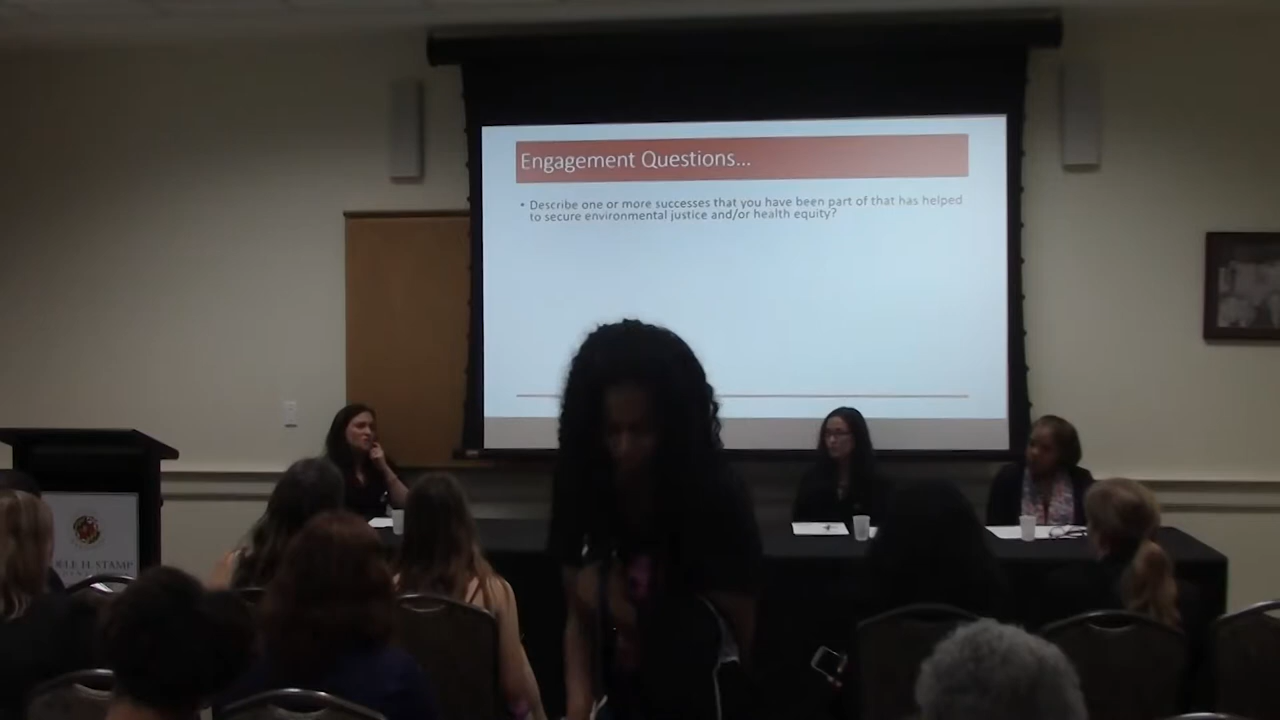 Engagement Questions...
• Describe one or more successes that you have been part of that has helped
to secure environmental justice and/or health equity?
H. STAMP